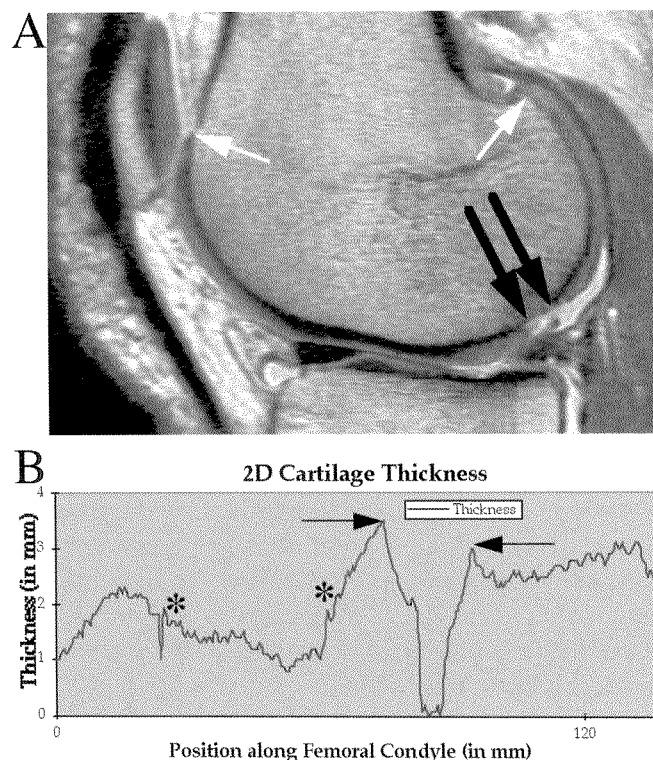 A
B
2D Cartilage Thickness
Thickness
Thickness (in mm)
4
3
2
1
0
*
*
0
120
Position along Femoral Condyle (in mm)